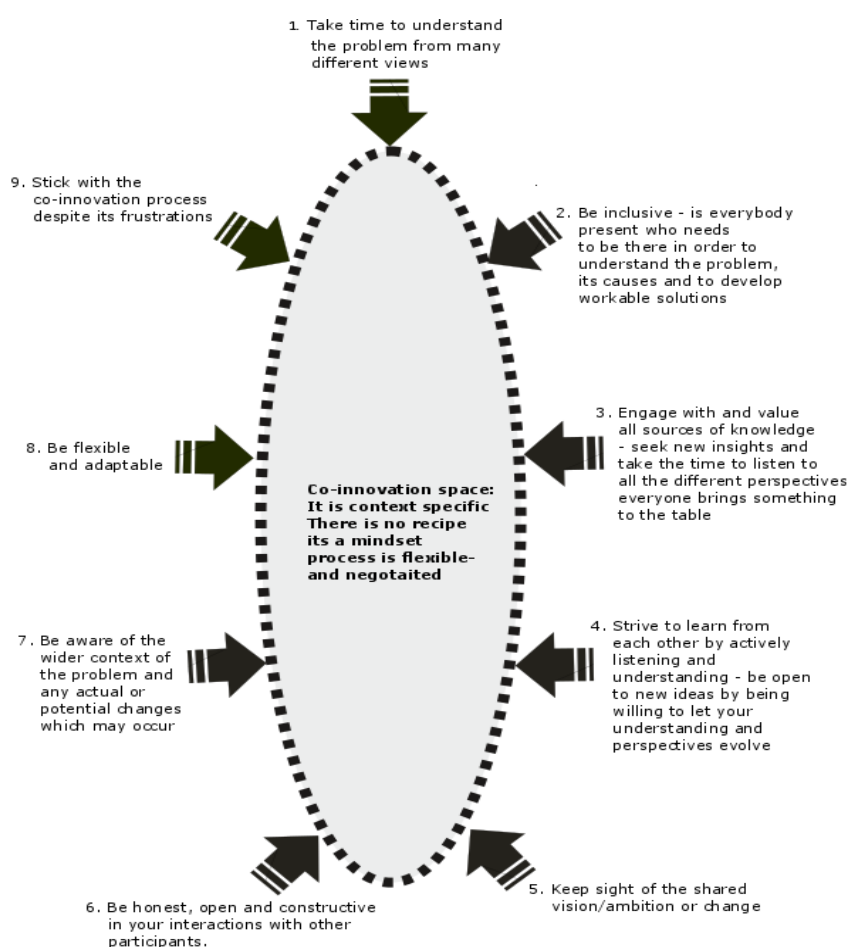 1. Take time to understand
the problem from many
different views
2. Be inclusive - is everybody
present who needs
to be there in order to
understand the problem,
its causes and to develop
workable solutions
3. Engage with and value
all sources of knowledge
- seek new insights and
take the time to listen to
all the different perspectives
everyone brings something
to the table
4. Strive to learn from
each other by actively
listening and
understanding - be open
to new ideas by being
willing to let your
understanding and
perspectives evolve
5. Keep sight of the shared
vision/ambition or change
6. Be honest, open and constructive
in your interactions with other
participants.
7. Be aware of the
wider context of
the problem and
any actual or
potential changes
which may occur
8. Be flexible
and adaptable
9. Stick with the
co-innovation process
despite its frustrations
Co-innovation space:
It is context specific
There is no recipe
its a mindset
process is flexible-
and negotaited